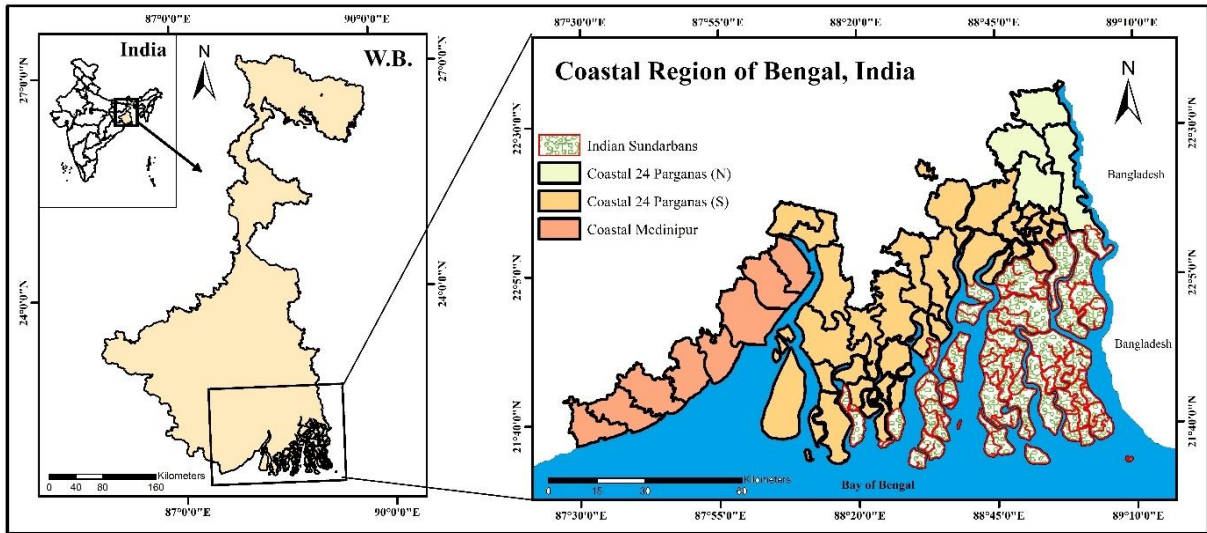 87°0'0"E
90°0'0"E
India
N
W.B.
27°0'0"N
27°0'0"N
24°0'0"N
24°0'0"N
Kilometers
0 40 80 160
87°0'0"E
90°0'0"E
87°30'0"E
87°55'0"E
88°20'0"E
88°45'0"E
89°10'0"E
Coastal Region of Bengal, India
N
22°30'0"N
22°30'0"N
Indian Sundarbans
Coastal 24 Parganas (N)
Coastal 24 Parganas (S)
Coastal Medinipur
Bangladesh
22°5'0"N
22°5'0"N
Bangladesh
21°40'0"N
21°40'0"N
Kilometers
0 15 30 60
Bay of Bengal
87°30'0"E
87°55'0"E
88°20'0"E
88°45'0"E
89°10'0"E